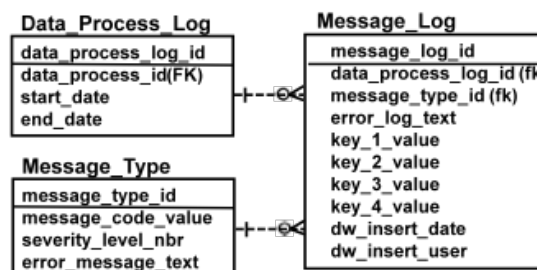 Data_Process_Log
data_process_log_id
data_process_id(FK)
start_date
end_date
Message_Type
message_type_id
message_code_value
severity_level_nbr
error_message_text
Message_Log
message_log_id
data_process_log_id (fk
message_type_id (fk)
error_log_text
key_1_value
key_2_value
key_3_value
key_4_value
dw_insert_date
dw_insert_user